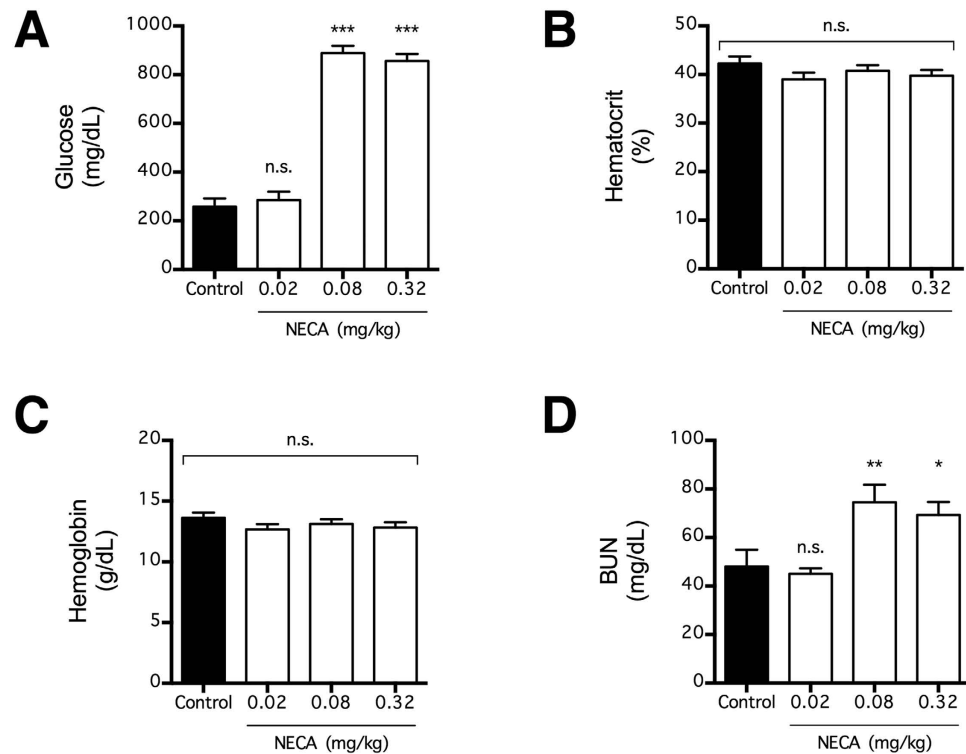 A
Glucose
(mg/dL)
1000
800
600
400
200
0
n.s.
***
***
Control
0.02
0.08
0.32
NECA (mg/kg)
B
Hematocrit
(%)
50
40
30
20
10
0
n.s.
Control
0.02
0.08
0.32
NECA (mg/kg)
C
Hemoglobin
(g/dL)
20
15
10
5
0
n.s.
Control
0.02
0.08
0.32
NECA (mg/kg)
D
BUN
(mg/dL)
100
80
60
40
20
0
n.s.
**
*
Control
0.02
0.08
0.32
NECA (mg/kg)